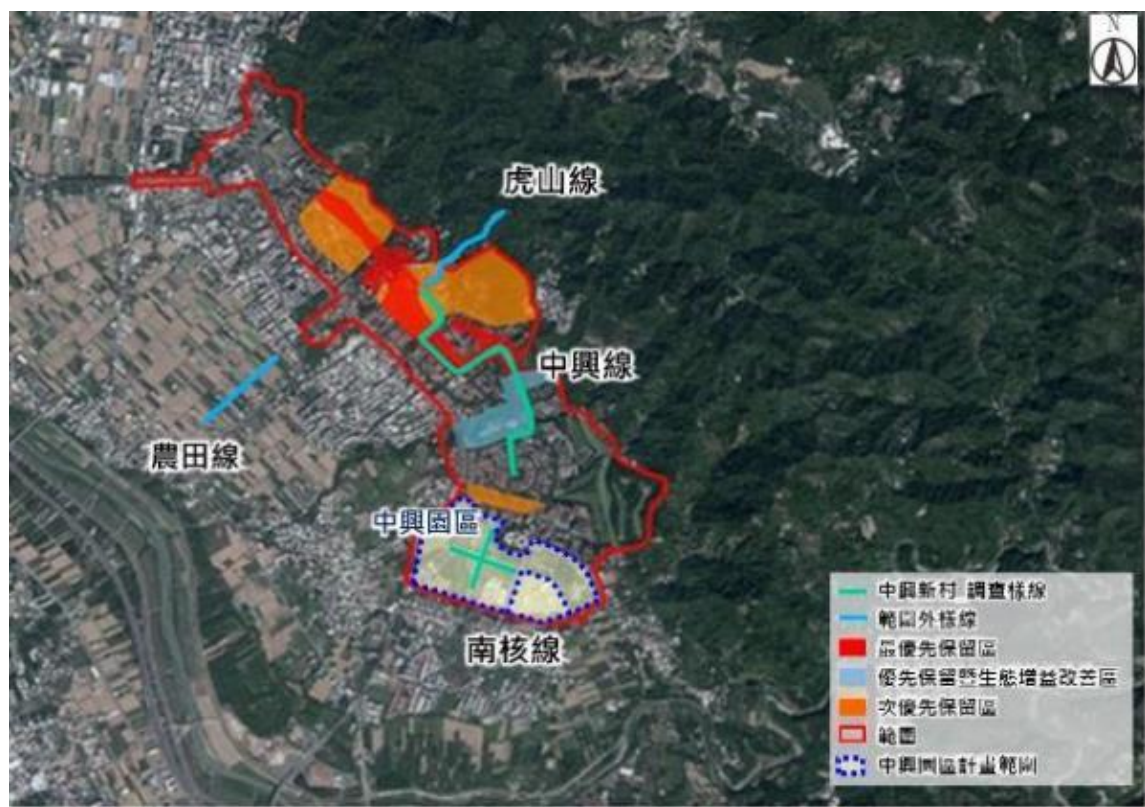 N
虎山線
中興線
農田線
中興園區
南核線
中興新村 調查樣線
範圍外樣線
最優先保留區
優先保留暨生態增益改善區
次優先保留區
範圍
中興園區計畫範圍